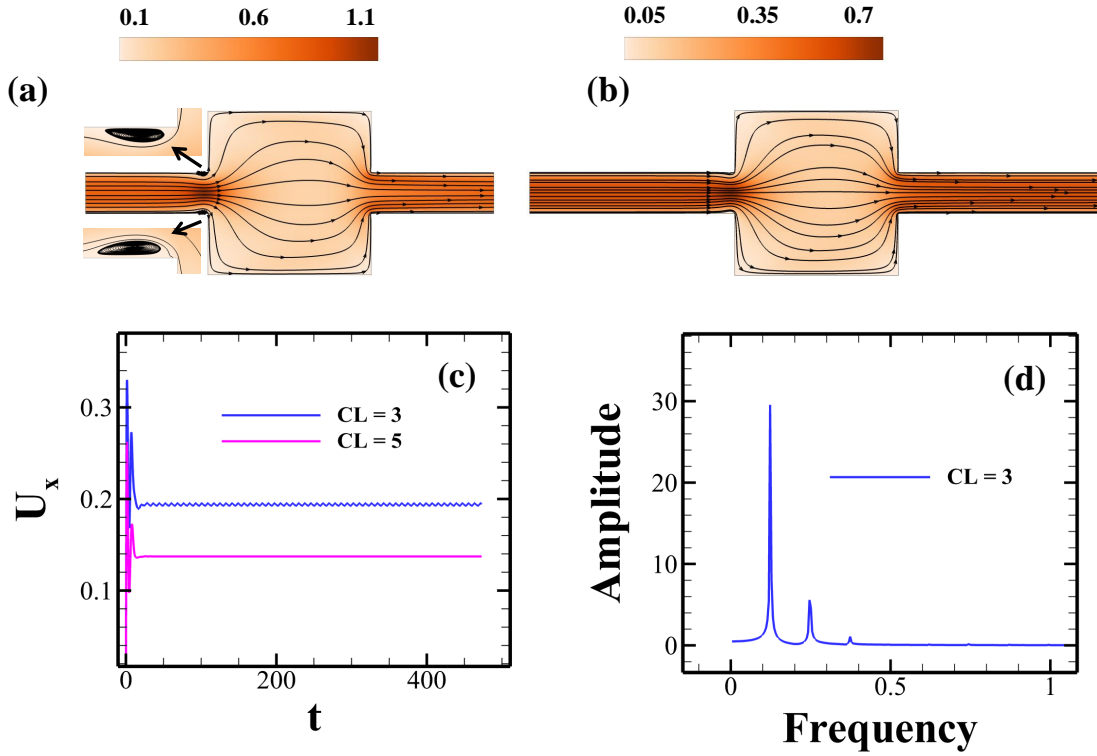 0.1 0.6 1.1
0.05 0.35 0.7
(a)
(b)
(c)
CL = 3
CL = 5
0.3
0.2
0.1
U_x
0 200 400
t
(d)
CL = 3
30
20
10
0
Amplitude
0 0.5 1
Frequency